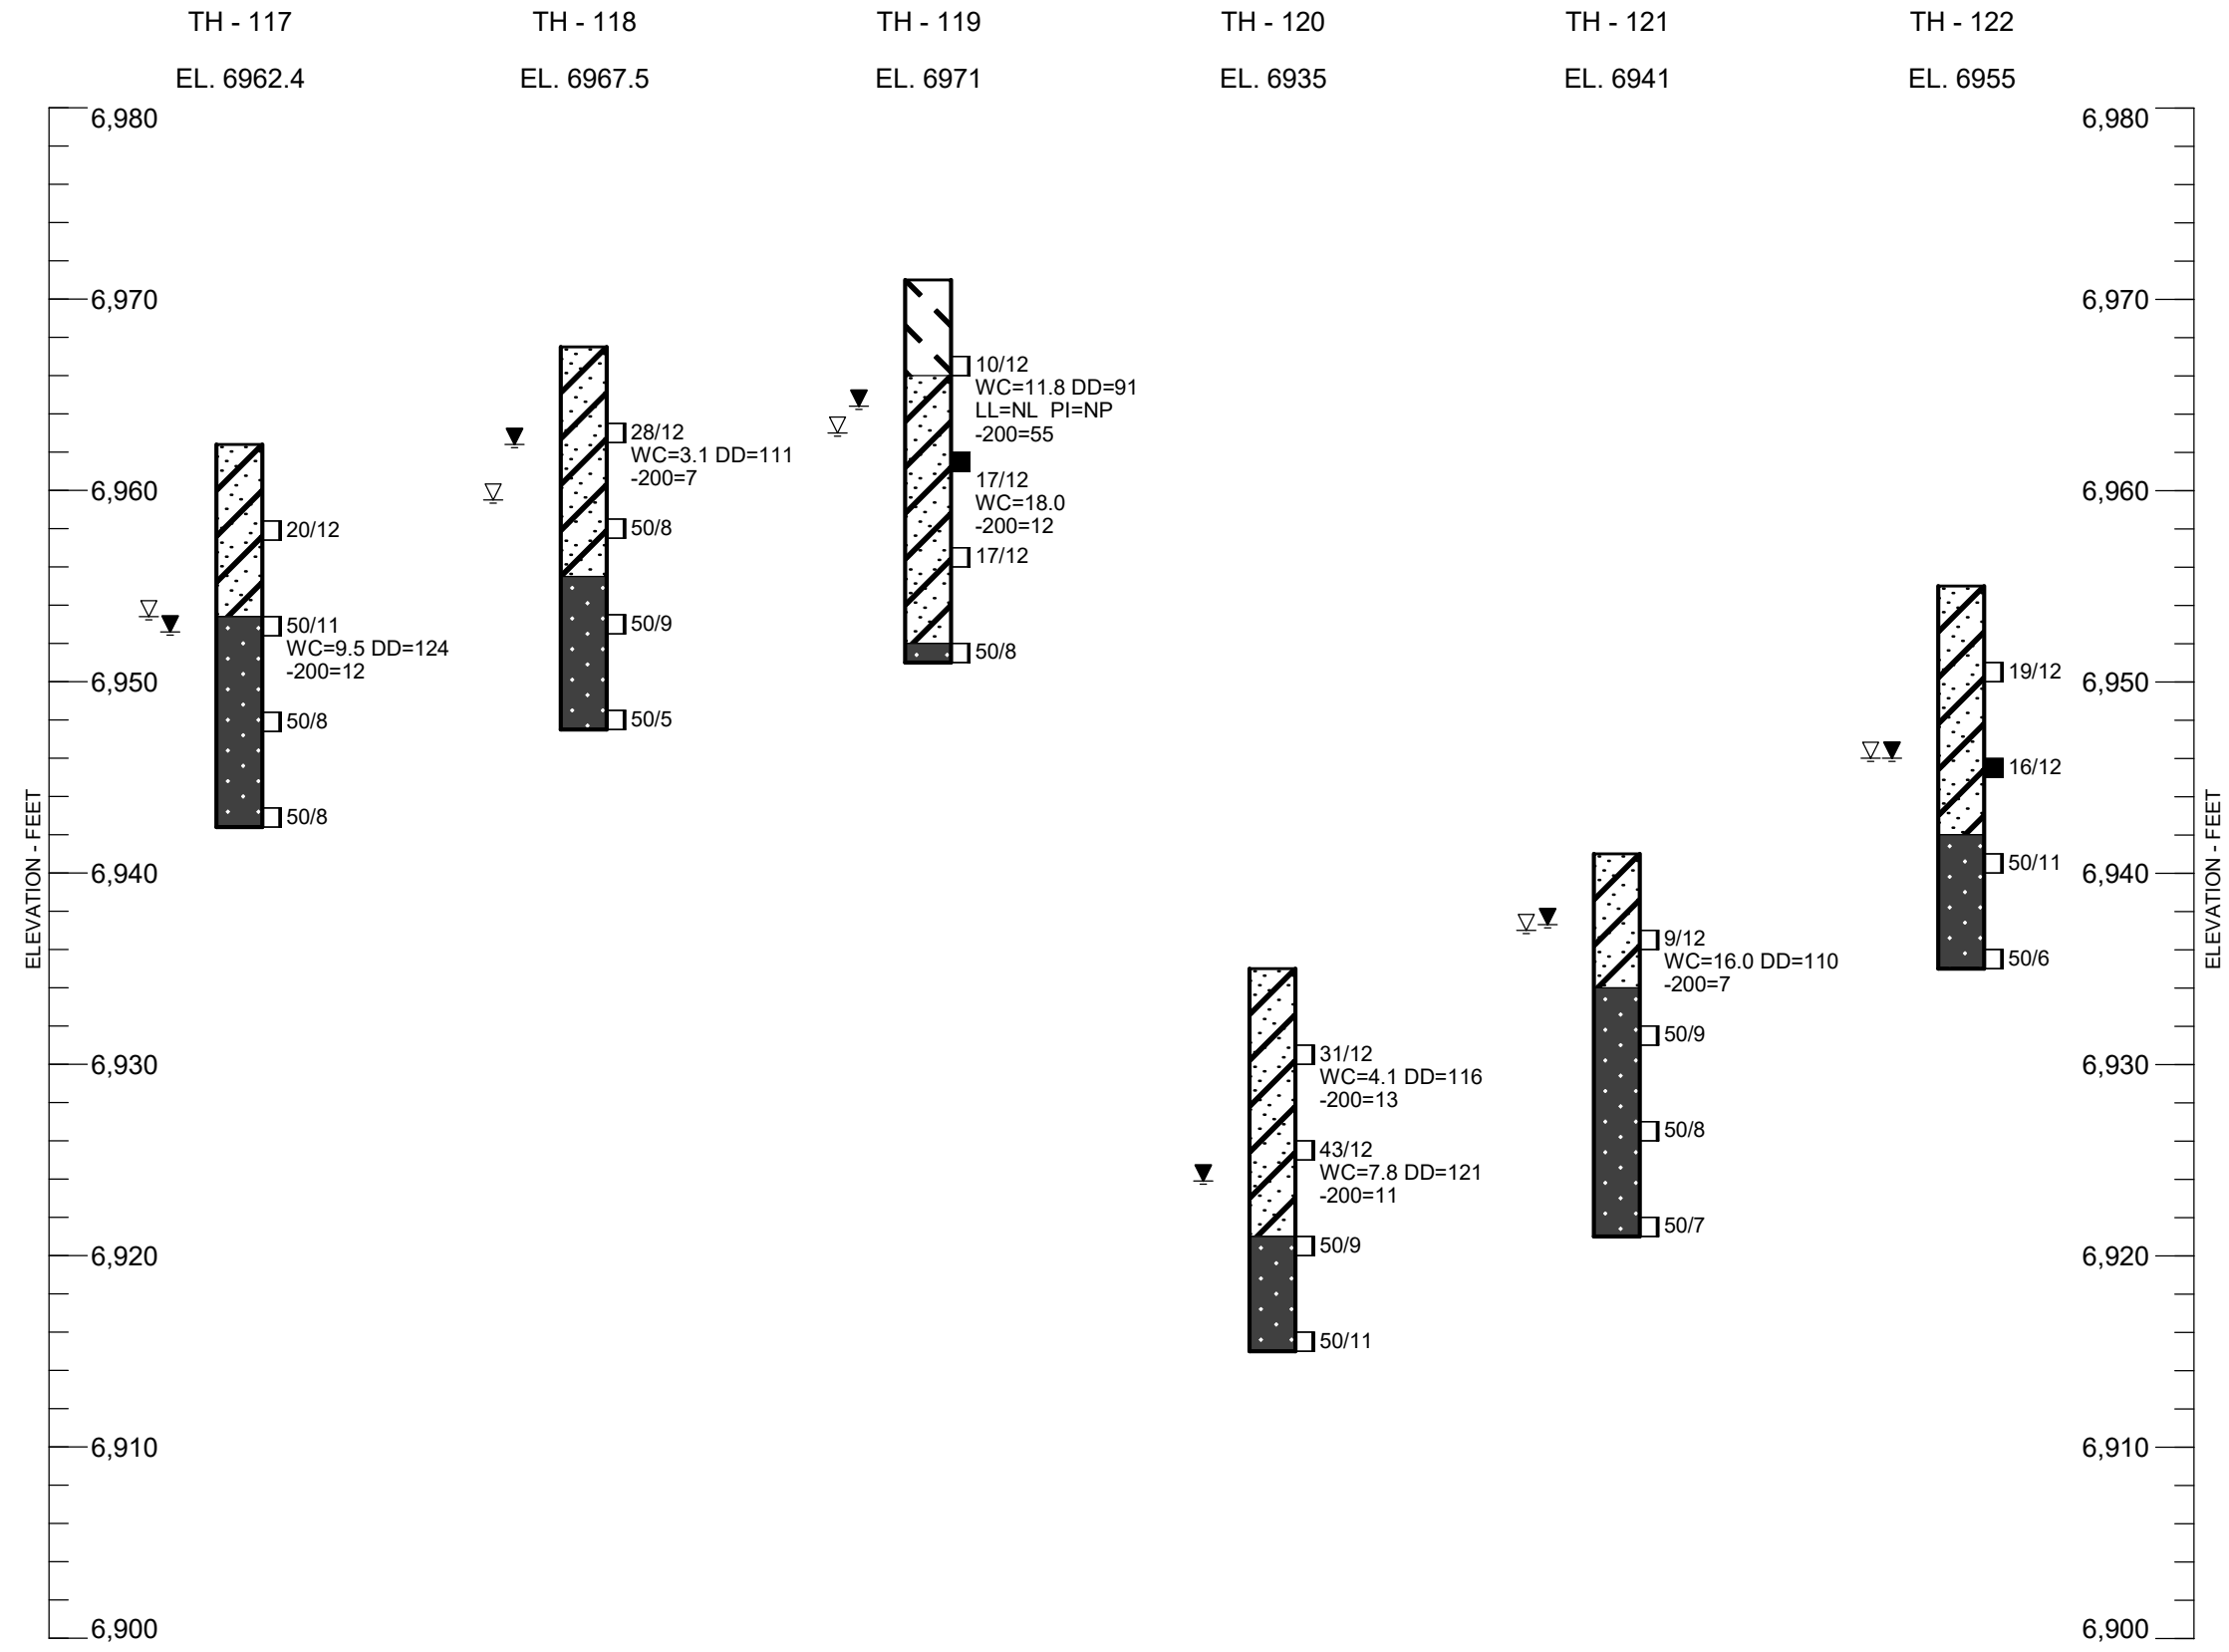 TH - 117
EL. 6962.4
TH - 118
EL. 6967.5
TH - 119
EL. 6971
TH - 120
EL. 6935
TH - 121
EL. 6941
TH - 122
EL. 6955
6,980
6,970
6,960
6,950
6,940
6,930
6,920
6,910
6,900
ELEVATION - FEET
20/12
50/11
WC=9.5 DD=124
-200=12
50/8
50/8
28/12
WC=3.1 DD=111
-200=7
50/8
50/9
50/5
10/12
WC=11.8 DD=91
LL=NL PI=NP
-200=55
17/12
WC=18.0
-200=12
17/12
50/8
31/12
WC=4.1 DD=116
-200=13
43/12
WC=7.8 DD=121
-200=11
50/9
50/11
9/12
WC=16.0 DD=110
-200=7
50/9
50/8
50/7
19/12
16/12
50/11
50/6
6,980
6,970
6,960
6,950
6,940
6,930
6,920
6,910
6,900
ELEVATION - FEET